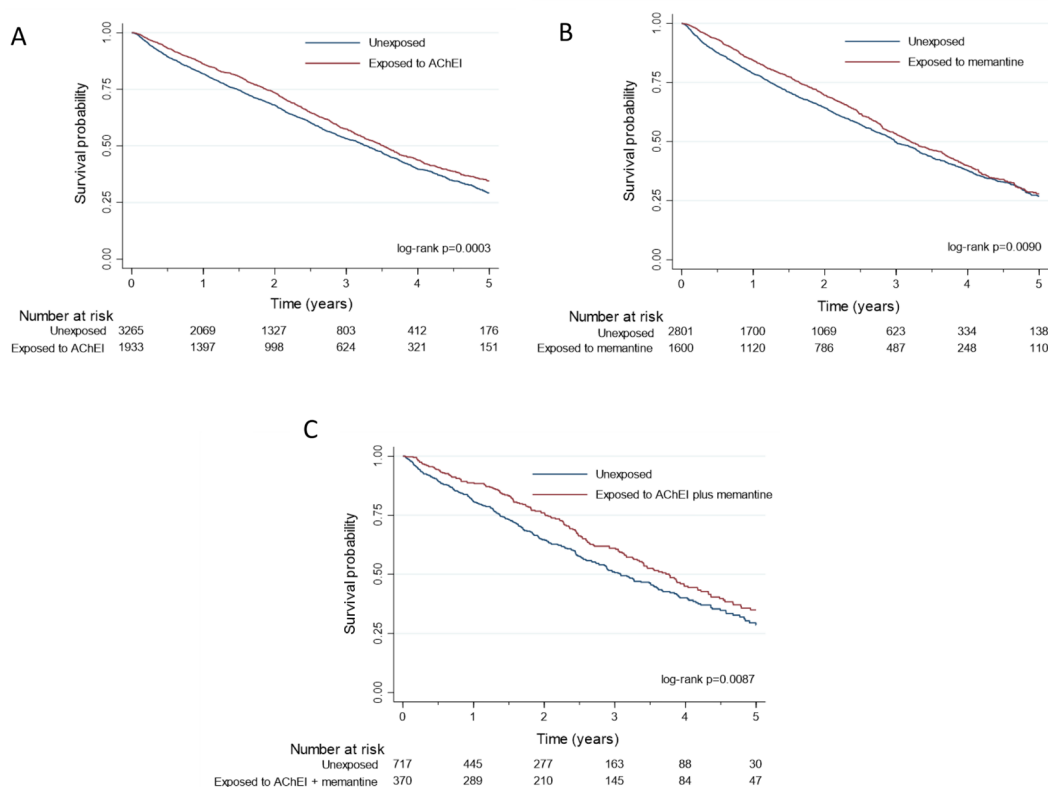 A
1.00
0.75
0.50
0.25
0.00
Survival probability
Unexposed
Exposed to AChEI
log-rank p=0.0003
0 1 2 3 4 5
Time (years)
Number at risk
Unexposed 3265 2069 1327 803 412 176
Exposed to AChEI 1933 1397 998 624 321 151
B
1.00
0.75
0.50
0.25
0.00
Survival probability
Unexposed
Exposed to memantine
log-rank p=0.0090
0 1 2 3 4 5
Time (years)
Number at risk
Unexposed 2801 1700 1069 623 334 138
Exposed to memantine 1600 1120 786 487 248 110
C
1.00
0.75
0.50
0.25
0.00
Survival probability
Unexposed
Exposed to AChEI plus memantine
log-rank p=0.0087
0 1 2 3 4 5
Time (years)
Number at risk
Unexposed 717 445 277 163 88 30
Exposed to AChEI + memantine 370 289 210 145 84 47